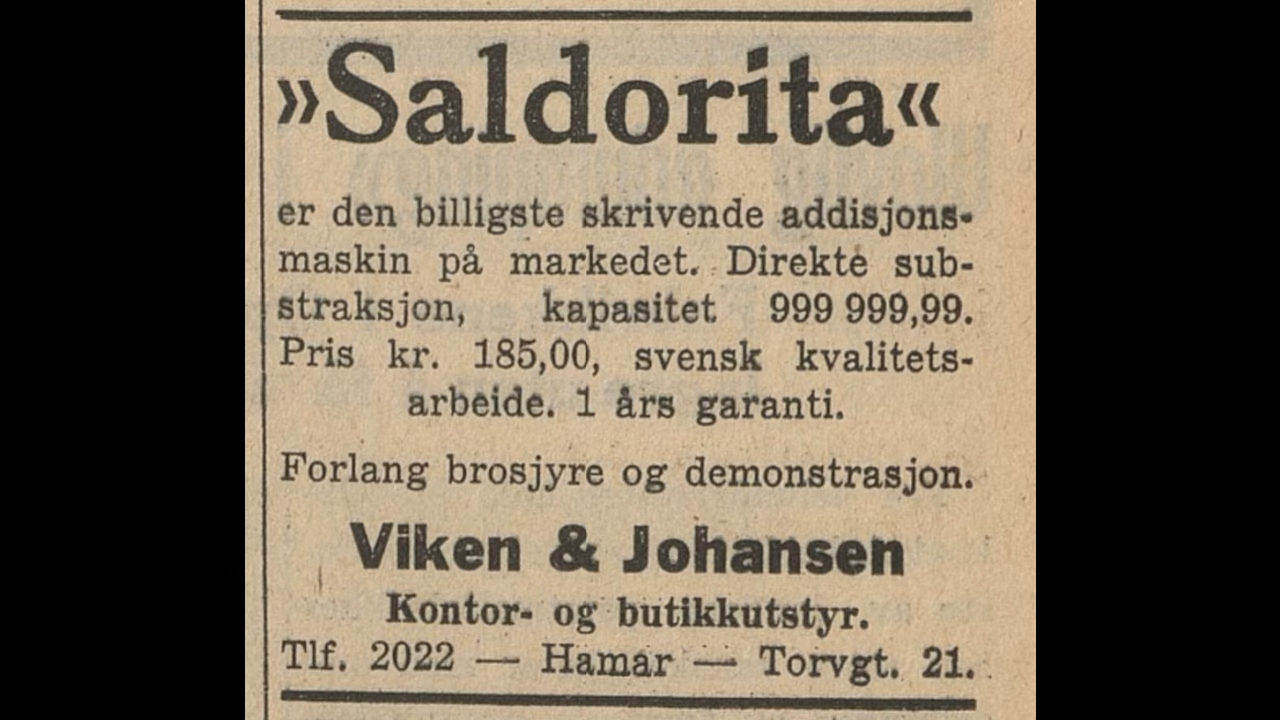 »Saldorita«
er den billigste skrivende addisjons-
maskin på markedet. Direkte sub-
straksjon, kapasitet 999 999,99.
Pris kr. 185,00, svensk kvalitets-
arbeide. 1 års garanti.
Forlang brosjyre og demonstrasjon.
Viken & Johansen
Kontor- og butikkutstyr.
Tlf. 2022 — Hamar — Torvgt. 21.